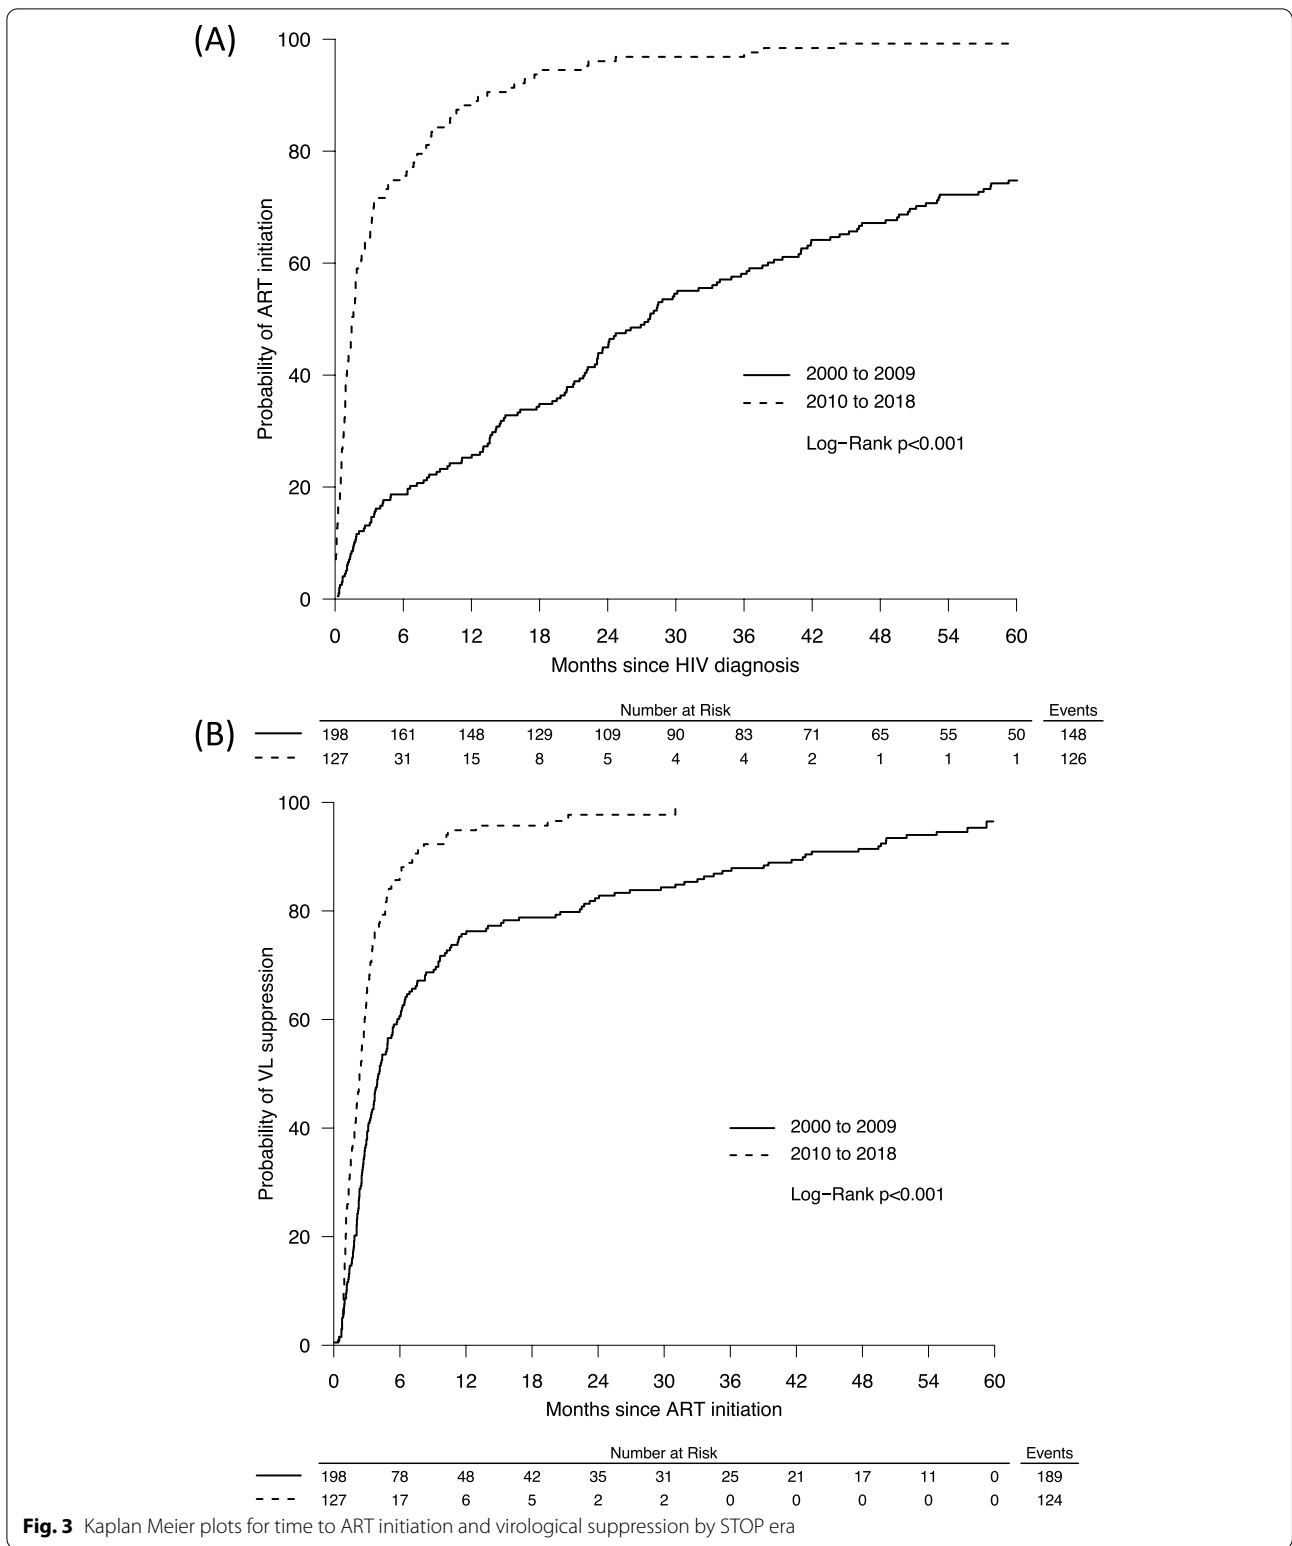 (A)
100
80
60
40
20
0
Probability of ART initiation
2000 to 2009
2010 to 2018
Log−Rank p<0.001
0 6 12 18 24 30 36 42 48 54 60
Months since HIV diagnosis
Number at Risk Events
198 161 148 129 109 90 83 71 65 55 50 148
127 31 15 8 5 4 4 2 1 1 1 126
(B)
100
80
60
40
20
0
Probability of VL suppression
2000 to 2009
2010 to 2018
Log−Rank p<0.001
0 6 12 18 24 30 36 42 48 54 60
Months since ART initiation
Number at Risk Events
198 78 48 42 35 31 25 21 17 11 0 189
127 17 6 5 2 2 0 0 0 0 0 124
Fig. 3 Kaplan Meier plots for time to ART initiation and virological suppression by STOP era